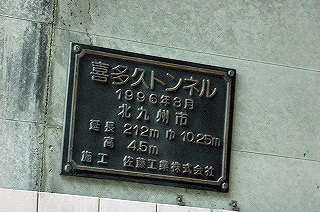 喜多久トンネル
1996年3月
北九州市
延長 212m 巾 10.25m
高 4.5m
施工 佐藤工業株式会社